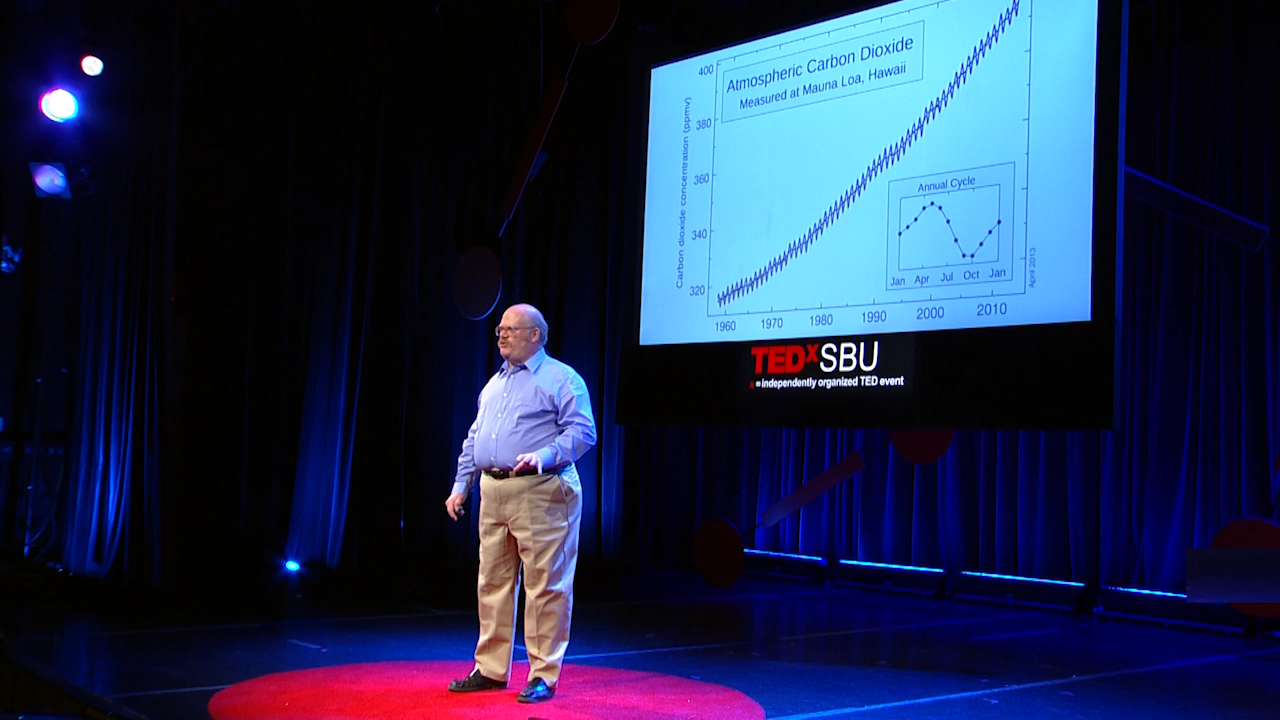 Atmospheric Carbon Dioxide
Measured at Mauna Loa, Hawaii
Carbon dioxide concentration (ppmv)
400
380
360
340
320
1960 1970 1980 1990 2000 2010
Annual Cycle
Jan Apr Jul Oct Jan
April 2013
TEDxSBU
x = independently organized TED event